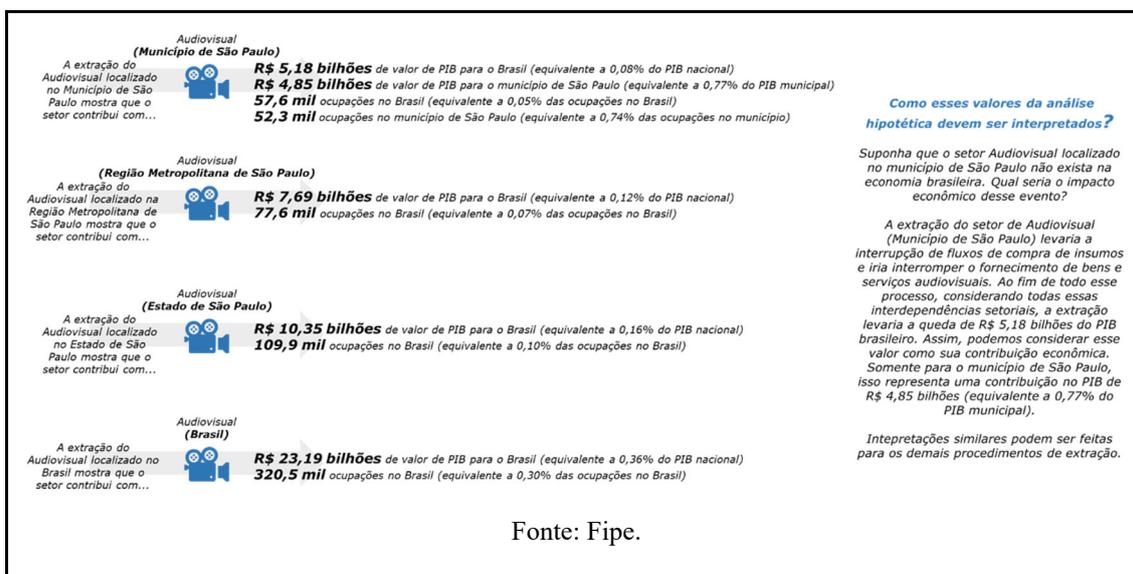 Audiovisual
(Município de São Paulo)
A extração do
Audiovisual localizado
no Município de São
Paulo mostra que o
setor contribui com...
R$ 5,18 bilhões de valor de PIB para o Brasil (equivalente a 0,08% do PIB nacional)
R$ 4,85 bilhões de valor de PIB para o município de São Paulo (equivalente a 0,77% do PIB municipal)
57,6 mil ocupações no Brasil (equivalente a 0,05% das ocupações no Brasil)
52,3 mil ocupações no município de São Paulo (equivalente a 0,74% das ocupações no município)
Audiovisual
(Região Metropolitana de São Paulo)
A extração do
Audiovisual localizado na
Região Metropolitana de
São Paulo mostra que o
setor contribui com...
R$ 7,69 bilhões de valor de PIB para o Brasil (equivalente a 0,12% do PIB nacional)
77,6 mil ocupações no Brasil (equivalente a 0,07% das ocupações no Brasil)
Audiovisual
(Estado de São Paulo)
A extração do
Audiovisual localizado
no Estado de São
Paulo mostra que o
setor contribui com...
R$ 10,35 bilhões de valor de PIB para o Brasil (equivalente a 0,16% do PIB nacional)
109,9 mil ocupações no Brasil (equivalente a 0,10% das ocupações no Brasil)
Audiovisual
(Brasil)
A extração do
Audiovisual localizado no
Brasil mostra que o
setor contribui com...
R$ 23,19 bilhões de valor de PIB para o Brasil (equivalente a 0,36% do PIB nacional)
320,5 mil ocupações no Brasil (equivalente a 0,30% das ocupações no Brasil)
Como esses valores da análise
hipotética devem ser interpretados?
Suponha que o setor Audiovisual localizado
no município de São Paulo não exista na
economia brasileira. Qual seria o impacto
econômico desse evento?
A extração do setor de Audiovisual
(Município de São Paulo) levaria a
interrupção de fluxos de compra de insumos
e iria interromper o fornecimento de bens e
serviços audiovisuais. Ao fim de todo esse
processo, considerando todas essas
interdependências setoriais, a extração
levaria a queda de R$ 5,18 bilhões do PIB
brasileiro. Assim, podemos considerar esse
valor como sua contribuição econômica.
Somente para o município de São Paulo,
isso representa uma contribuição no PIB de
R$ 4,85 bilhões (equivalente a 0,77% do
PIB municipal).
Intepretações similares podem ser feitas
para os demais procedimentos de extração.
Fonte: Fipe.